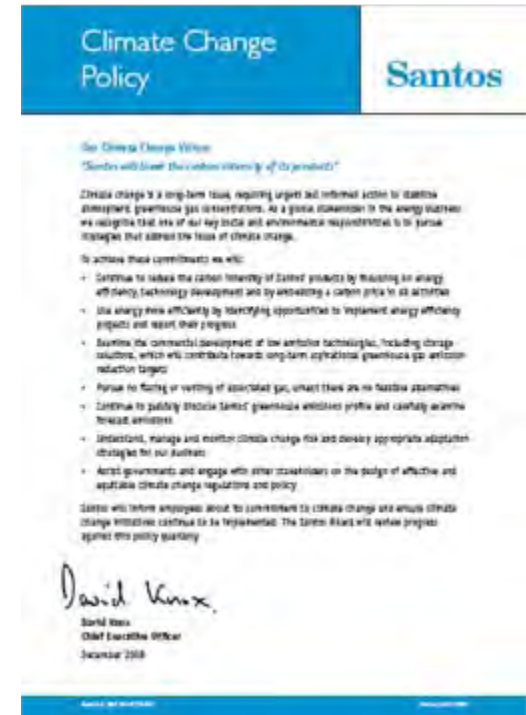 Climate Change
Policy
Santos
Our Climate Change Vision
"Santos will lower the carbon intensity of its products"
Climate change is a long-term issue, requiring urgent and informed action to stabilise
atmospheric greenhouse gas concentrations. As a global stakeholder in the energy business
we recognise that one of our key social and environmental responsibilities is to pursue
strategies that address the issue of climate change.
To achieve these commitments we will:
• Continue to reduce the carbon intensity of Santos' products by focusing on energy
efficiency, technology development and by embedding a carbon price in all activities
• Use energy more efficiently by identifying opportunities to implement energy efficiency
projects and report their progress
• Examine the commercial development of low emission technologies, including storage
solutions, which will contribute towards long-term aspirational greenhouse gas emission
reduction targets
• Pursue no flaring or venting of associated gas, unless there are no feasible alternatives
• Continue to publicly disclose Santos' greenhouse emissions profile and carefully examine
forecast emissions
• Understand, manage and monitor climate change risk and develop appropriate adaptation
strategies for our business
• Assist governments and engage with other stakeholders on the design of effective and
equitable climate change regulations and policy
Santos will inform employees about its commitment to climate change and ensure climate
change initiatives continue to be implemented. The Santos Board will review progress
against this policy quarterly
David Knox
David Knox
Chief Executive Officer
December 2008